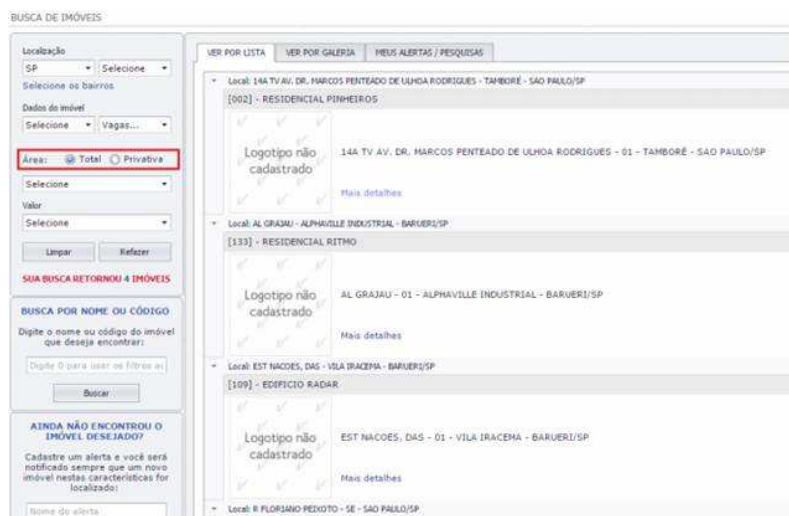 BUSCA DE IMÓVEIS
Localização
SP Selecione
Selecione os bairros
Dados do imóvel
Selecione Vagas...
Área: Total Privativa
Selecione
Valor
Selecione
Limpar Refazer
SUA BUSCA RETORNOU 4 IMÓVEIS
BUSCA POR NOME OU CÓDIGO
Digite o nome ou código do imóvel
que deseja encontrar:
Digite 0 para usar os filtros ac
Buscar
AINDA NÃO ENCONTROU O
IMÓVEL DESEJADO?
Cadastre um alerta e você será
notificado sempre que um novo
imóvel nestas características for
localizado:
Nome do alerta
VER POR LISTA VER POR GALERIA MEUS ALERTAS / PESQUISAS
Local: 14A TV AV. DR. MARCOS PENTEADO DE ULHOA RODRIGUES - TAMBORÉ - SAO PAULO/SP
[002] - RESIDENCIAL PINHEIROS
Logotipo não
cadastrado
14A TV AV. DR. MARCOS PENTEADO DE ULHOA RODRIGUES - 01 - TAMBORÉ - SAO PAULO/SP
Mais detalhes
Local: AL GRAJAU - ALPHAVILLE INDUSTRIAL - BARUERI/SP
[133] - RESIDENCIAL RITMO
Logotipo não
cadastrado
AL GRAJAU - 01 - ALPHAVILLE INDUSTRIAL - BARUERI/SP
Mais detalhes
Local: EST NACOES, DAS - VILA IRACEMA - BARUERI/SP
[109] - EDIFICIO RADAR
Logotipo não
cadastrado
EST NACOES, DAS - 01 - VILA IRACEMA - BARUERI/SP
Mais detalhes
Local: R FLORIANO PEIXOTO - SE - SAO PAULO/SP